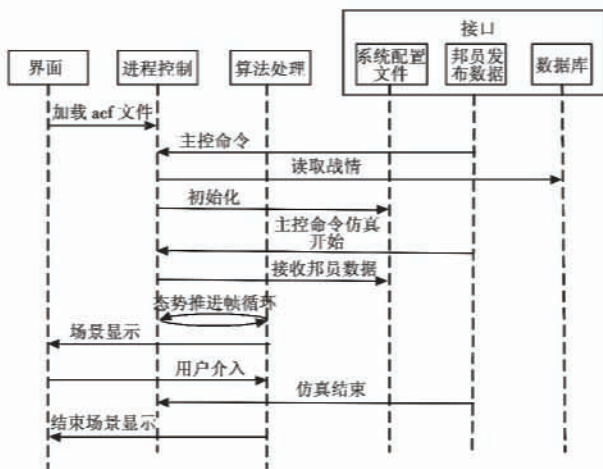 接口
界面
进程控制
算法处理
系统配置
文件
邦员发
布数据
数据库
加载 acf 文件
主控命令
读取战情
初始化
主控命令仿真
开始
接收邦员数据
态势推进帧循环
场景显示
用户介入
仿真结束
结束场景显示